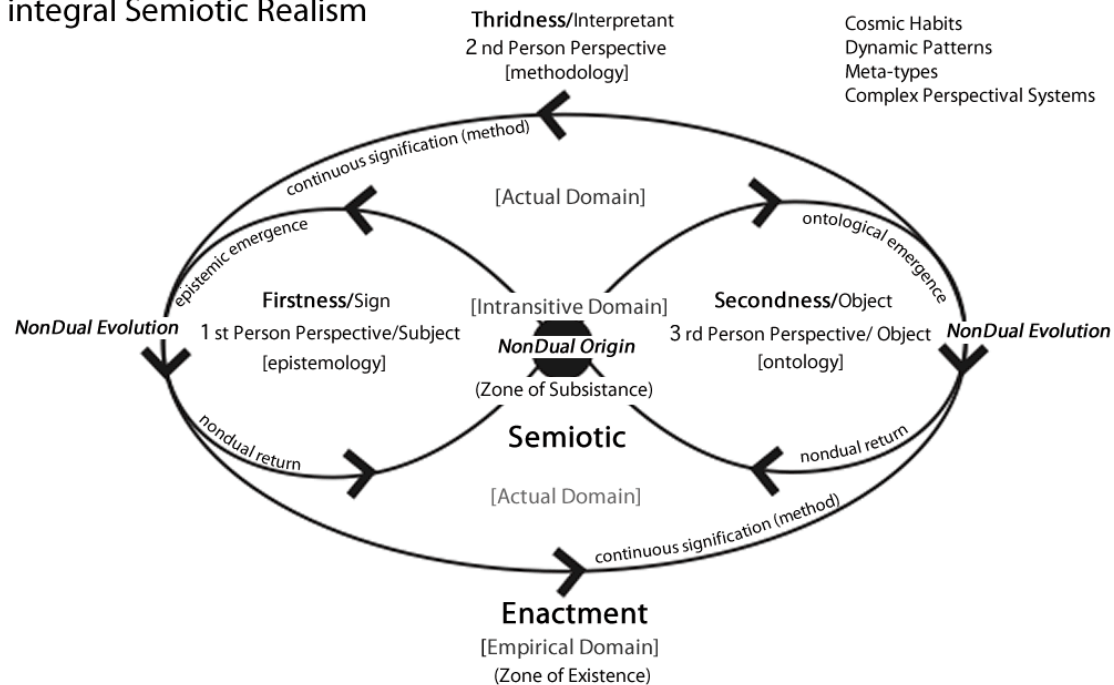 integral Semiotic Realism
Thridness/Interpretant
2 nd Person Perspective
[methodology]
Cosmic Habits
Dynamic Patterns
Meta-types
Complex Perspectival Systems
continuous signification (method)
[Actual Domain]
epistemic emergence
ontological emergence
Firstness/Sign
[Intransitive Domain]
Secondness/Object
NonDual Evolution
1 st Person Perspective/Subject
NonDual Origin
3 rd Person Perspective/ Object
NonDual Evolution
[epistemology]
[ontology]
(Zone of Subsistance)
Semiotic
nondual return
nondual return
[Actual Domain]
continuous signification (method)
Enactment
[Empirical Domain]
(Zone of Existence)